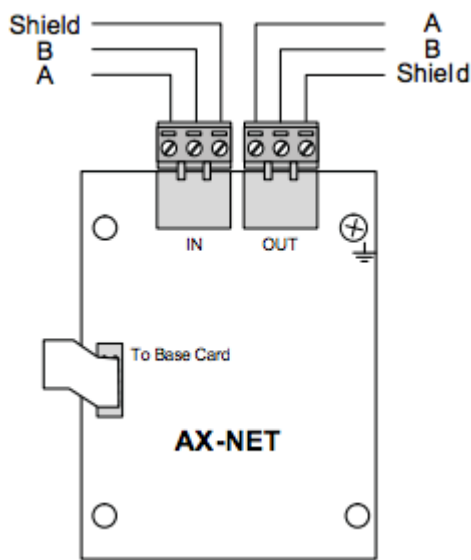 Shield
B
A
A
B
Shield
IN
OUT
To Base Card
AX-NET